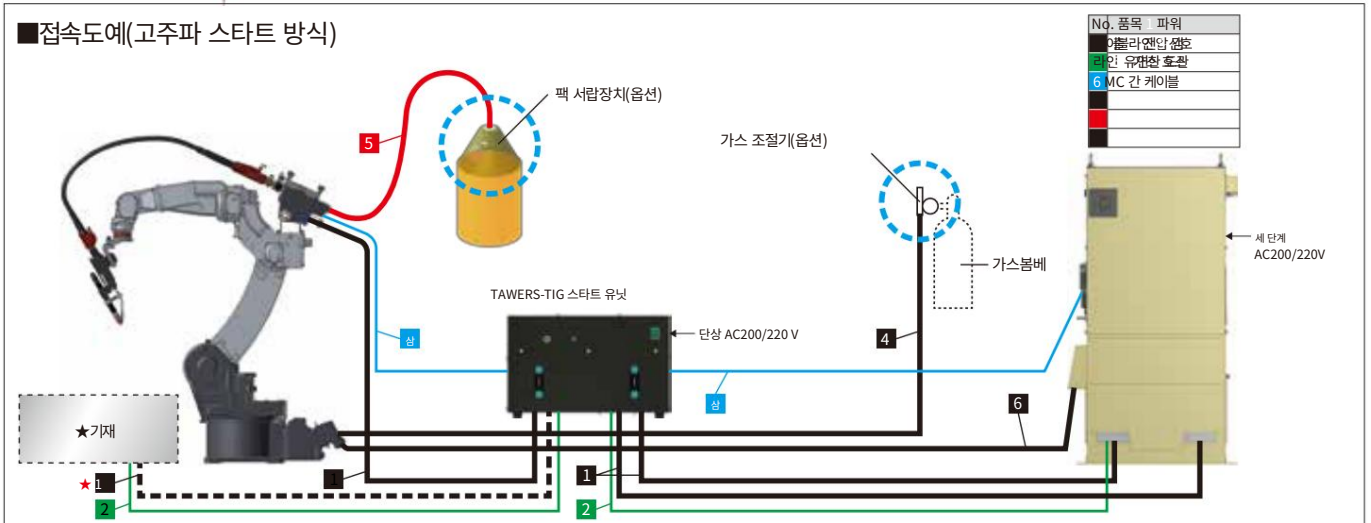 ■접속도예(고주파 스타트 방식)
No. 품목 1 파워
6 MC 간 케이블
팩 서랍장치(옵션)
5
가스 조절기(옵션)
세 단계
AC200/220V
가스봄베
TAWERS-TIG 스타트 유닛
단상 AC200/220 V
삼
4
삼
6
★기재
★ 1
1
1
2
2